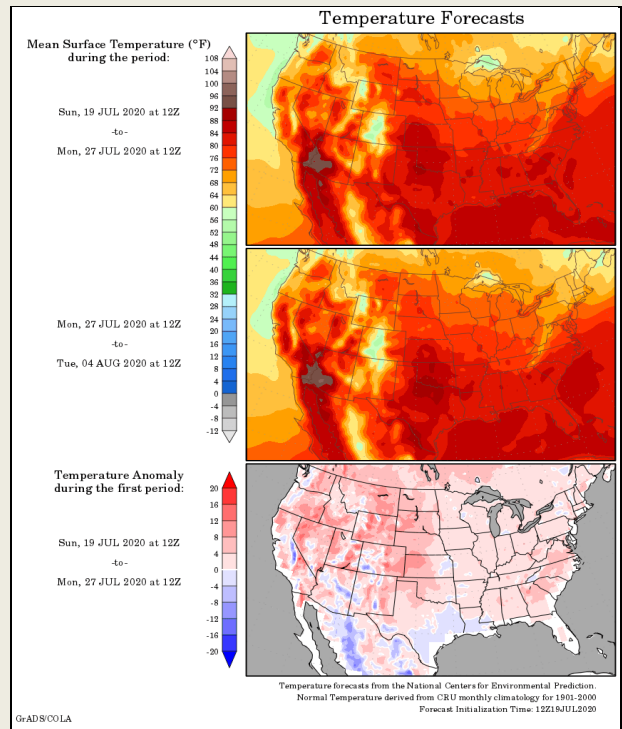 Temperature Forecasts
Mean Surface Temperature (°F)
during the period:
Sun, 19 JUL 2020 at 12Z
-to-
Mon, 27 JUL 2020 at 12Z
108
104
100
96
92
88
84
80
76
72
68
64
60
56
52
48
44
40
36
32
28
24
20
16
12
8
4
0
-4
-8
-12
Mon, 27 JUL 2020 at 12Z
-to-
Tue, 04 AUG 2020 at 12Z
Temperature Anomaly
during the first period:
Sun, 19 JUL 2020 at 12Z
-to-
Mon, 27 JUL 2020 at 12Z
20
16
12
8
4
0
-4
-8
-12
-16
-20
Temperature forecasts from the National Centers for Environmental Prediction.
Normal Temperature derived from CRU monthly climatology for 1901-2000
Forecast Initialization Time: 12Z19JUL2020
GrADS/COLA